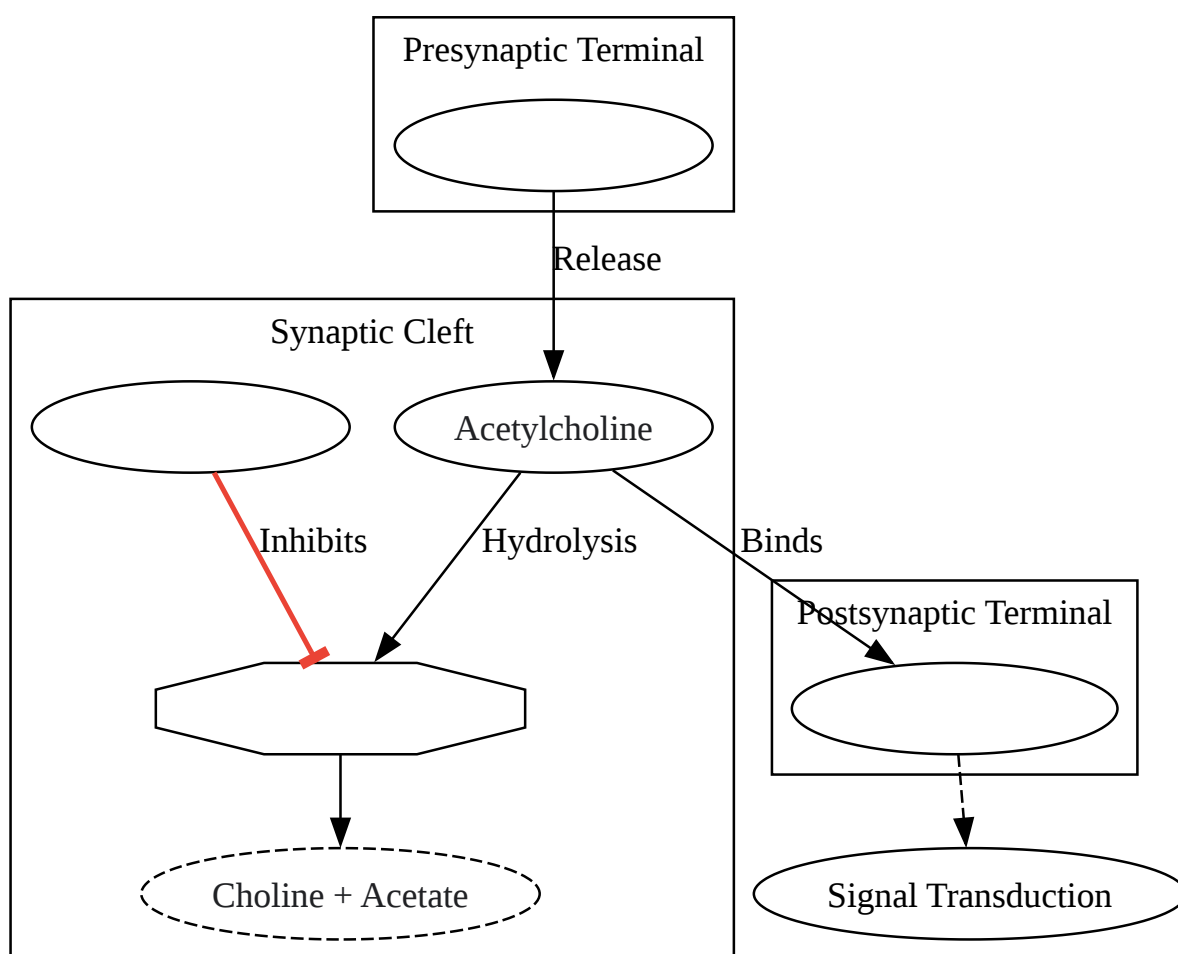 Presynaptic Terminal
Release
Synaptic Cleft
Acetylcholine
Inhibits
Hydrolysis
Binds
Postsynaptic Terminal
Choline + Acetate
Signal Transduction